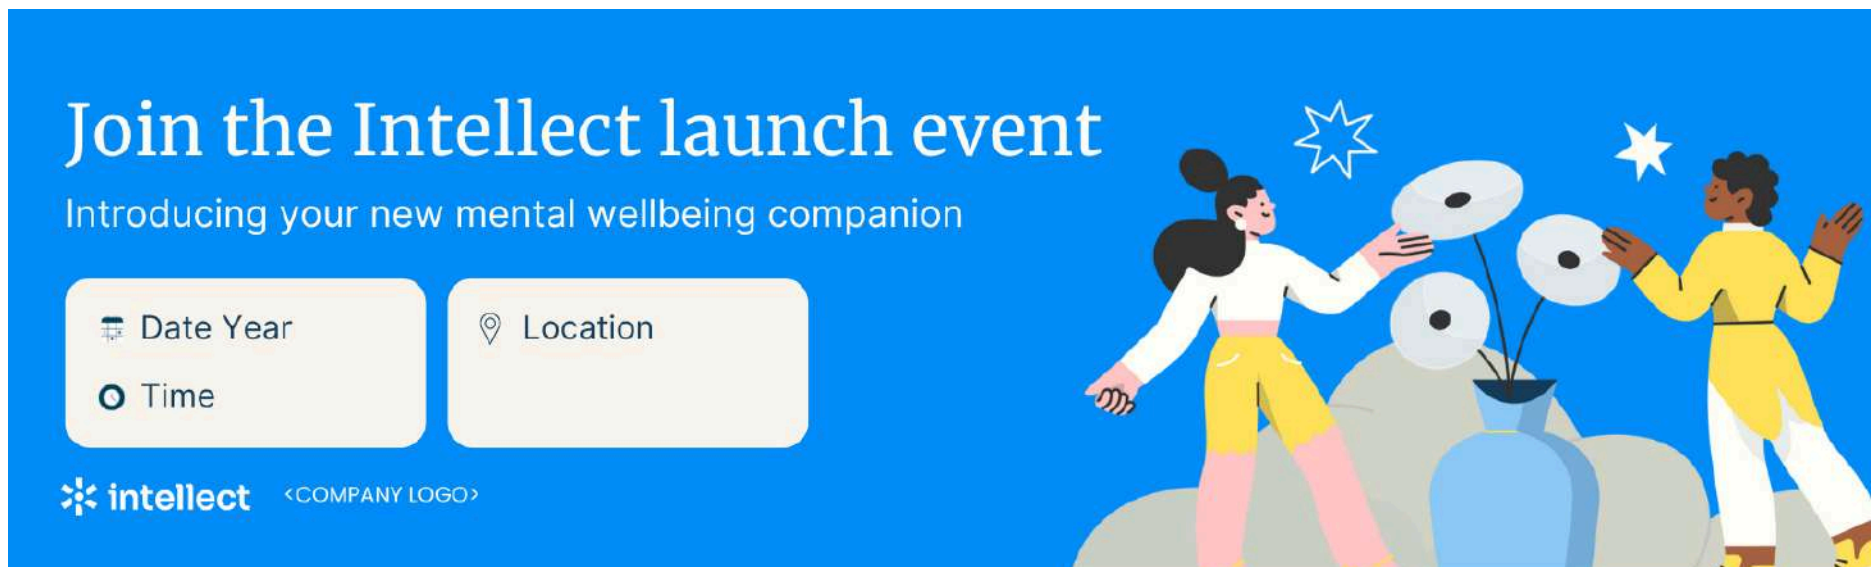 Join the Intellect launch event
Introducing your new mental wellbeing companion
Date Year
Time
Location
intellect
<COMPANY LOGO>